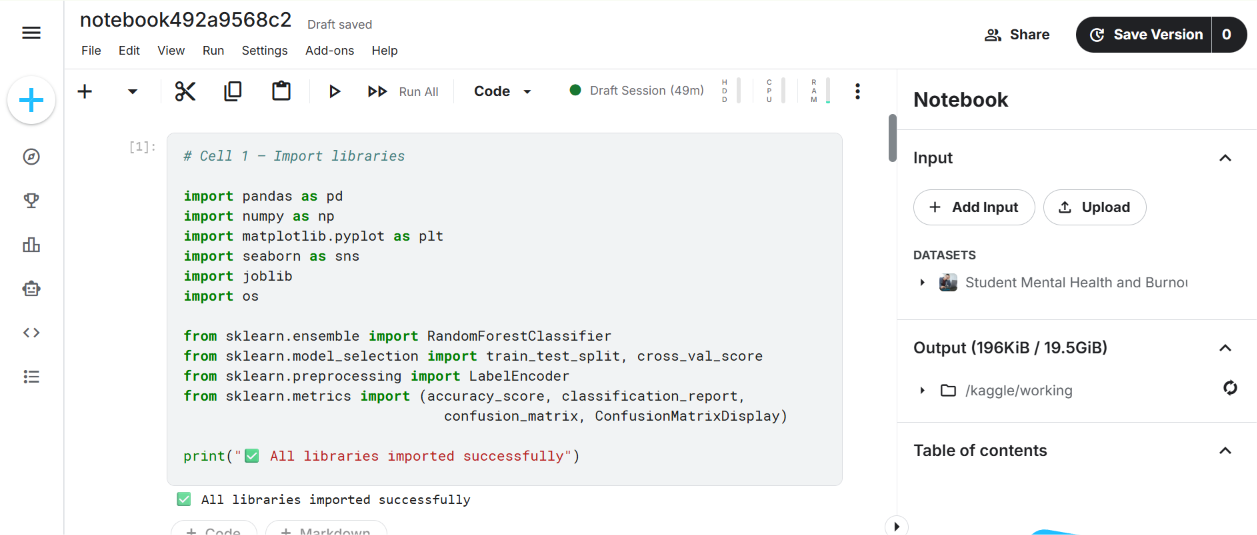 notebook492a9568c2 Draft saved
File Edit View Run Settings Add-ons Help
Share
Save Version 0
Run All
Code
Draft Session (49m)
HDD
CPU
RAM
[1]:
# Cell 1 — Import libraries
import pandas as pd
import numpy as np
import matplotlib.pyplot as plt
import seaborn as sns
import joblib
import os
from sklearn.ensemble import RandomForestClassifier
from sklearn.model_selection import train_test_split, cross_val_score
from sklearn.preprocessing import LabelEncoder
from sklearn.metrics import (accuracy_score, classification_report,
confusion_matrix, ConfusionMatrixDisplay)
print("✅ All libraries imported successfully")
✅ All libraries imported successfully
+ Code + Markdown
Notebook
Input
+ Add Input Upload
DATASETS
Student Mental Health and Burnou
Output (196KiB / 19.5GiB)
/kaggle/working
Table of contents